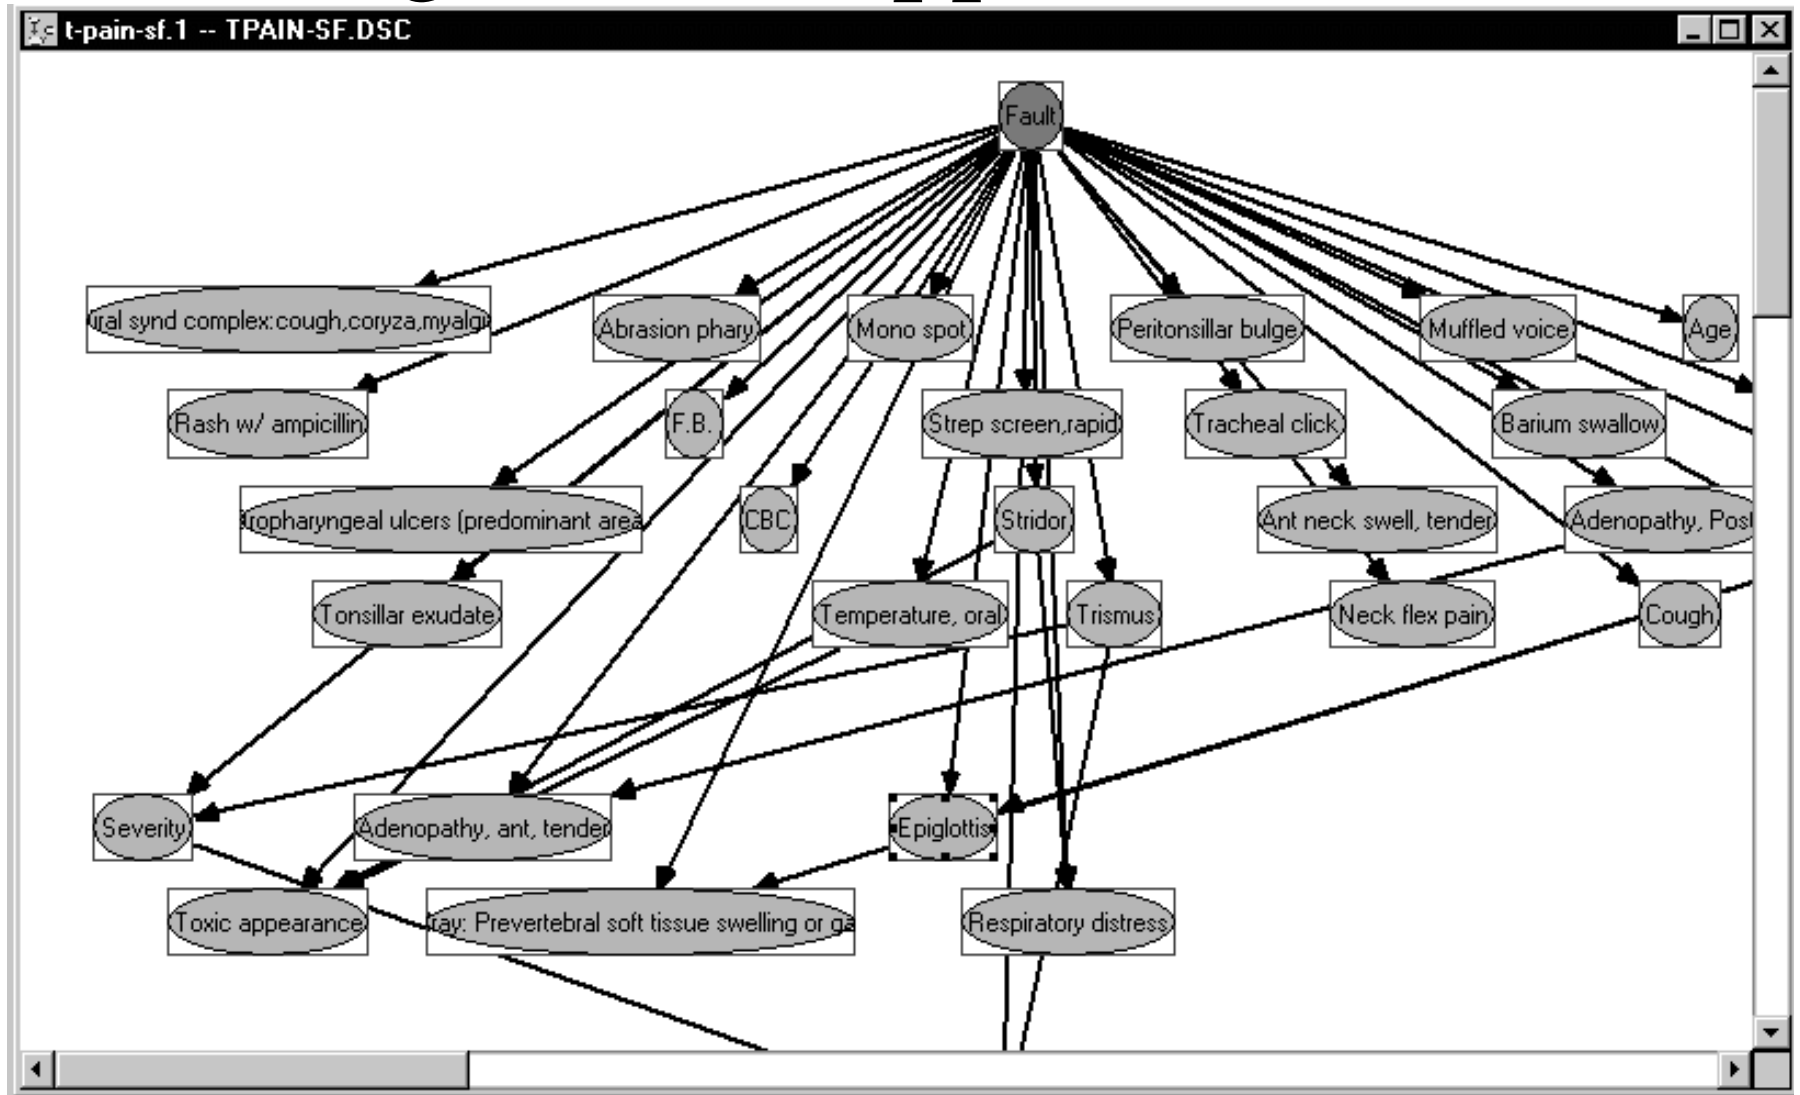 t-pain-sf.1 -- TPAIN-SF.DSC
Fault
ıral synd complex:cough,coryza,myalgi
Abrasion phary
Mono spot
Peritonsillar bulge
Muffled voice
Age
Rash w/ ampicillin
F.B.
Strep screen,rapid
Tracheal click
Barium swallow
ropharyngeal ulcers (predominant area
CBC
Stridor
Ant neck swell, tender
Adenopathy, Post
Tonsillar exudate
Temperature, oral
Trismus
Neck flex pain
Cough
Severity
Adenopathy, ant, tender
Epiglottis
Toxic appearance
ray: Prevertebral soft tissue swelling or ga
Respiratory distress